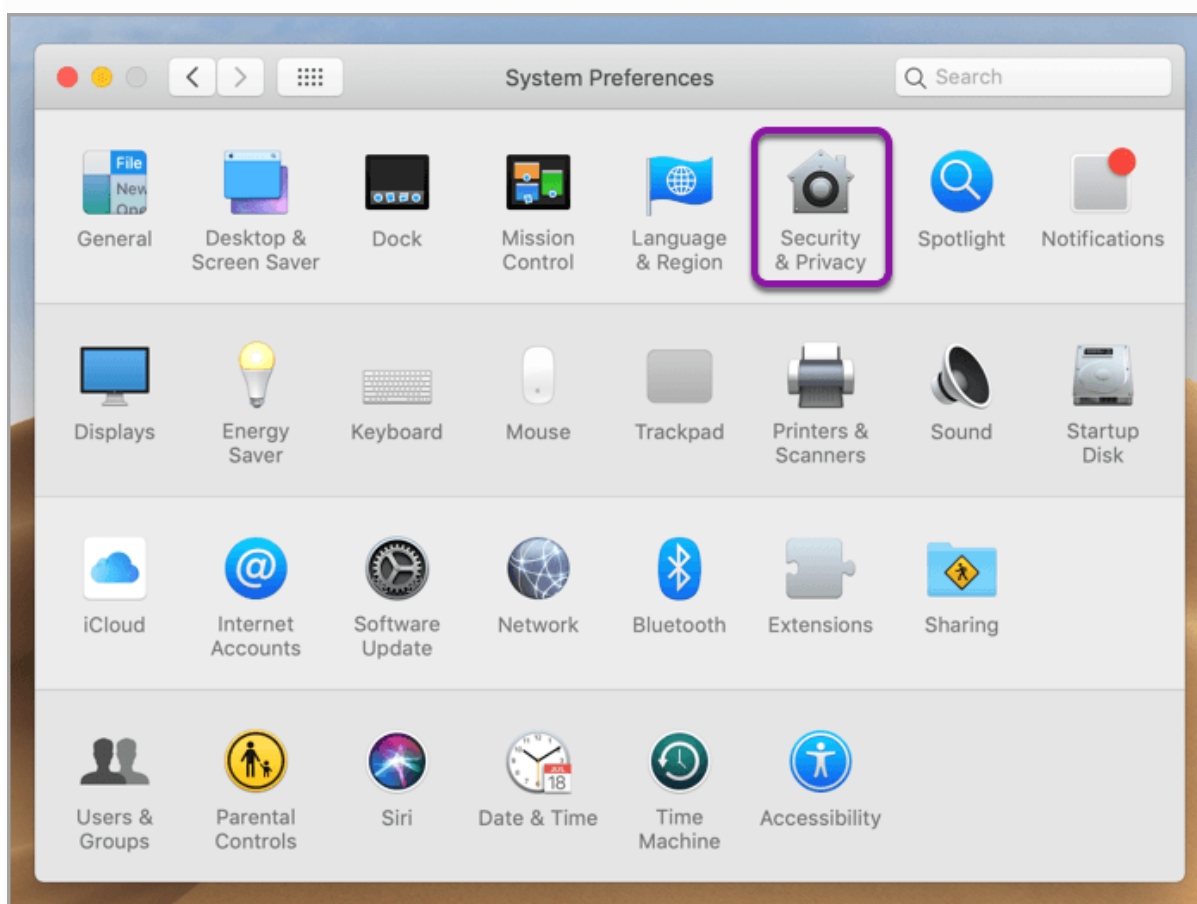 System Preferences
Search
File
New
Ope
General
Desktop &
Screen Saver
Dock
Mission
Control
Language
& Region
Security
& Privacy
Spotlight
Notifications
Displays
Energy
Saver
Keyboard
Mouse
Trackpad
Printers &
Scanners
Sound
Startup
Disk
iCloud
@
Internet
Accounts
Software
Update
Network
Bluetooth
Extensions
Sharing
Users &
Groups
Parental
Controls
Siri
JUL
18
Date & Time
Time
Machine
Accessibility